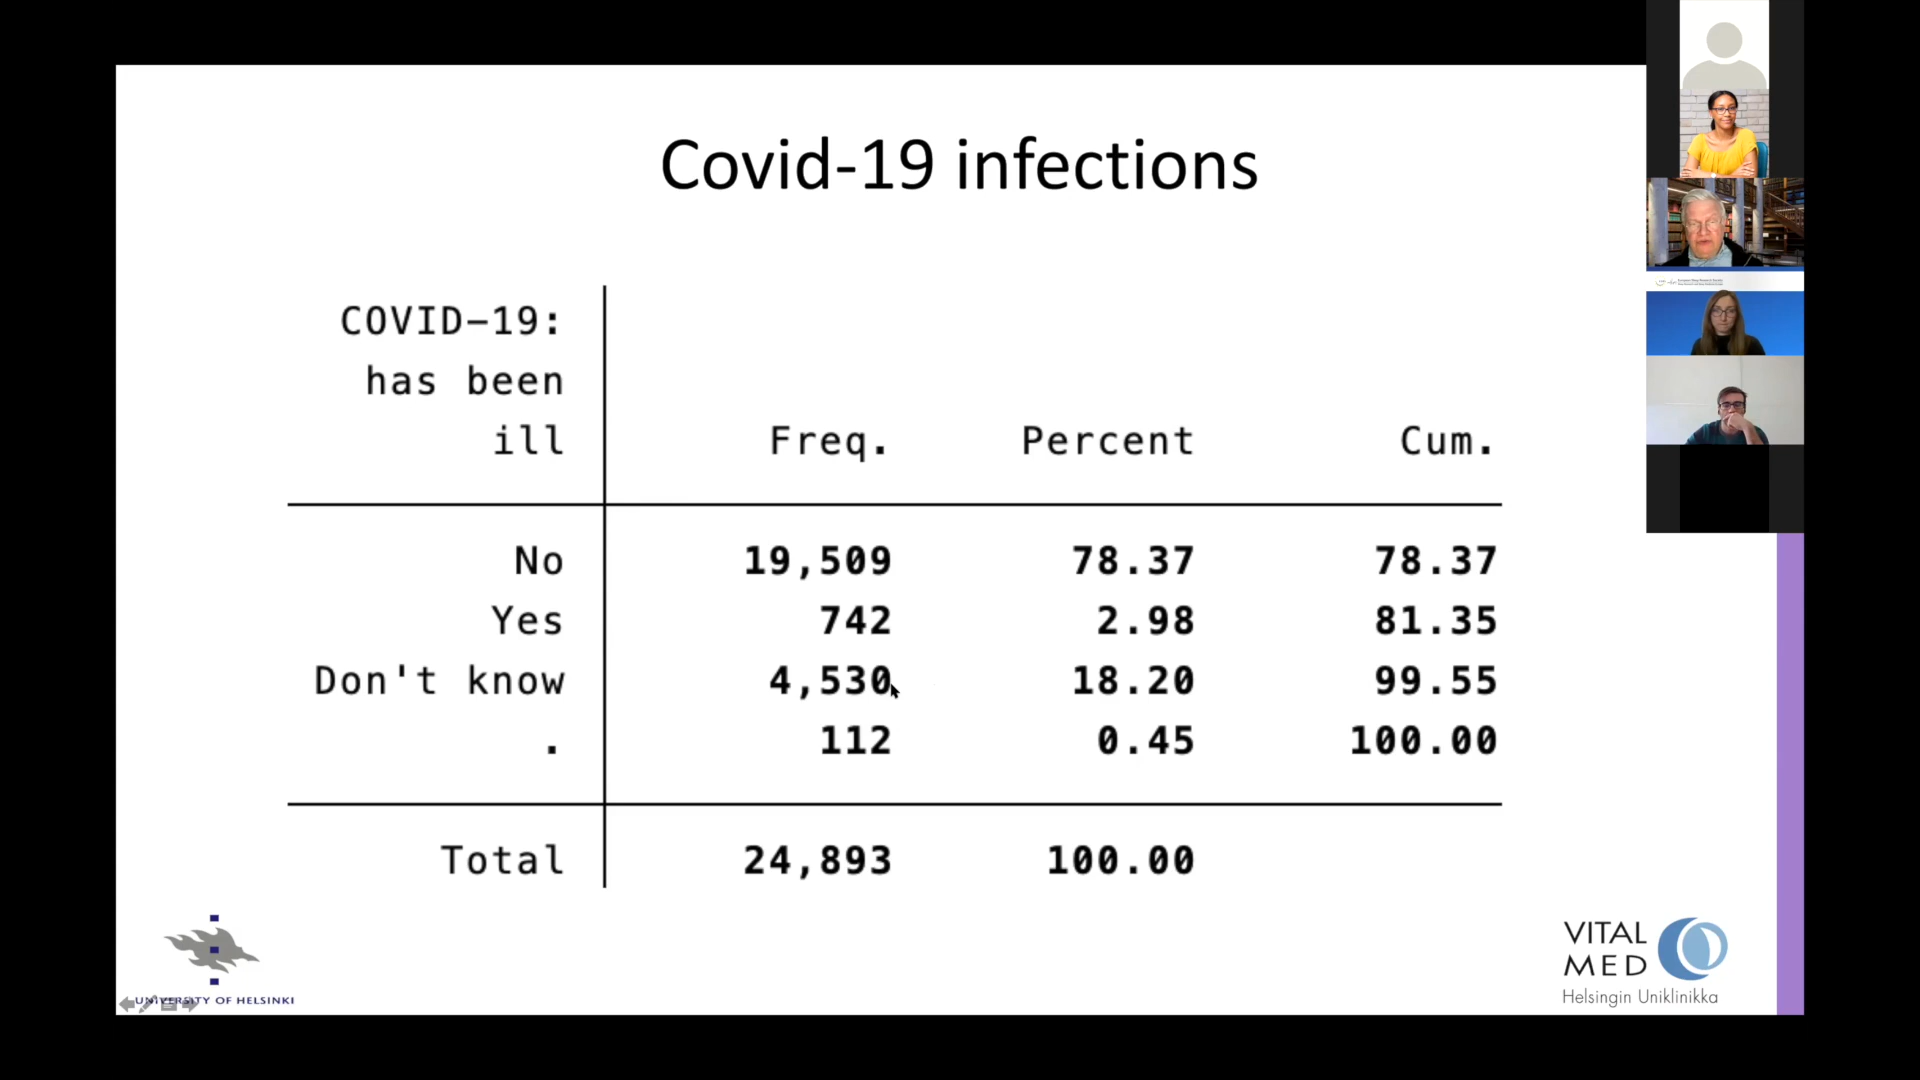 Covid-19 infections
COVID-19:
has been
ill Freq. Percent Cum.
No 19,509 78.37 78.37
Yes 742 2.98 81.35
Don't know 4,530 18.20 99.55
. 112 0.45 100.00
Total 24,893 100.00
UNIVERSITY OF HELSINKI
VITAL
MED
Helsingin Uniklinikka